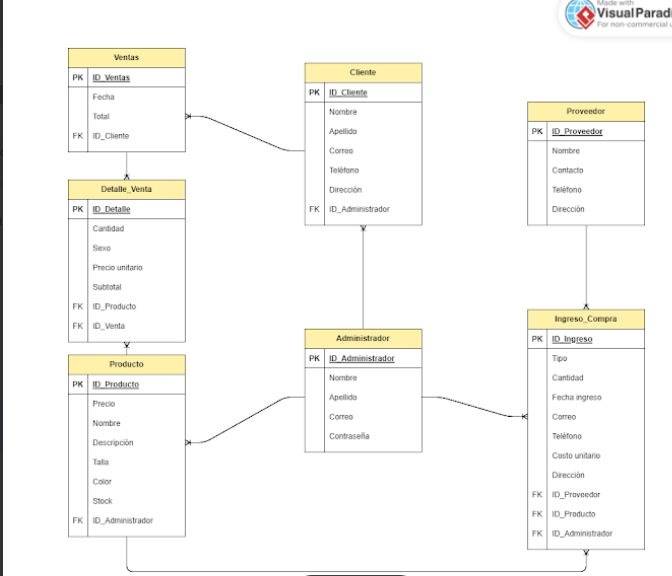 Made with
Visual Paradi
For non-commercial u
Ventas
PK ID_Ventas
Fecha
Total
FK ID_Cliente
Cliente
PK ID_Cliente
Nombre
Apellido
Correo
Teléfono
Dirección
FK ID_Administrador
Proveedor
PK ID_Proveedor
Nombre
Contacto
Teléfono
Dirección
Detalle_Venta
PK ID_Detalle
Cantidad
Sexo
Precio unitario
Subtotal
FK ID_Producto
FK ID_Venta
Administrador
PK ID_Administrador
Nombre
Apellido
Correo
Contraseña
Ingreso_Compra
PK ID_Ingreso
Tipo
Cantidad
Fecha ingreso
Correo
Teléfono
Costo unitario
Dirección
FK ID_Proveedor
FK ID_Producto
FK ID_Administrador
Producto
PK ID_Producto
Precio
Nombre
Descripción
Talla
Color
Stock
FK ID_Administrador